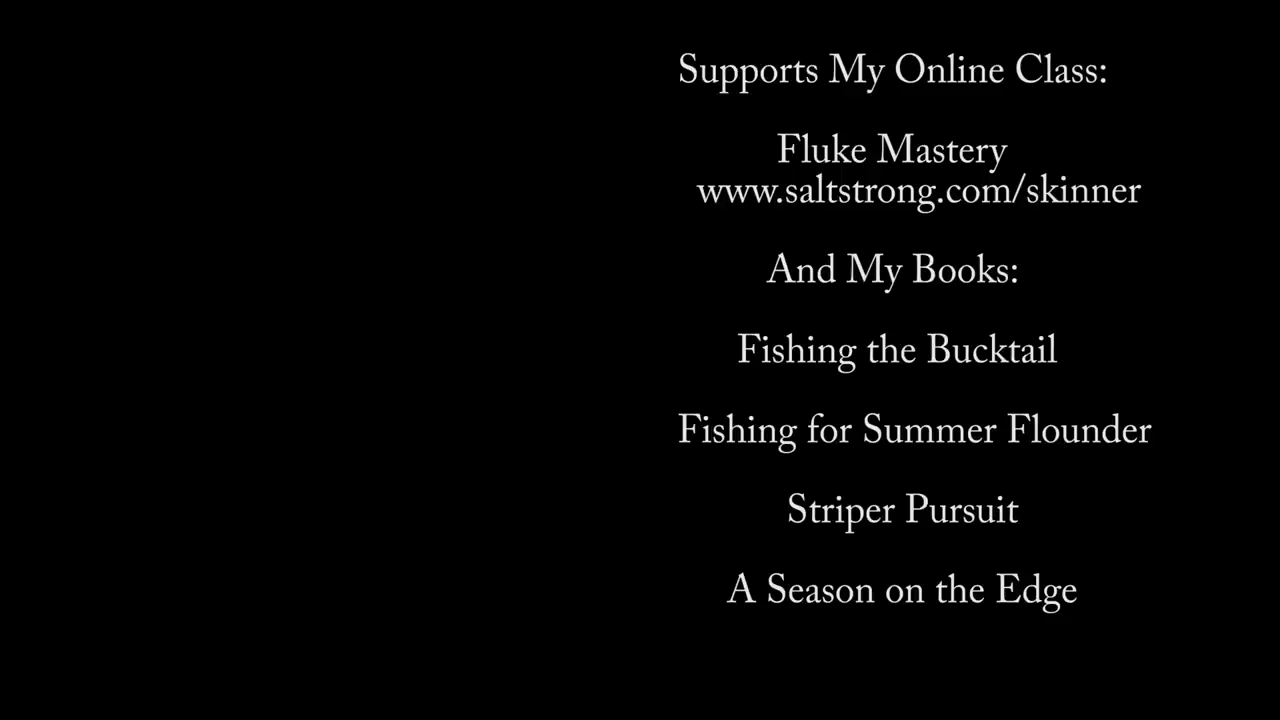 Supports My Online Class:
Fluke Mastery
www.saltstrong.com/skinner
And My Books:
Fishing the Bucktail
Fishing for Summer Flounder
Striper Pursuit
A Season on the Edge